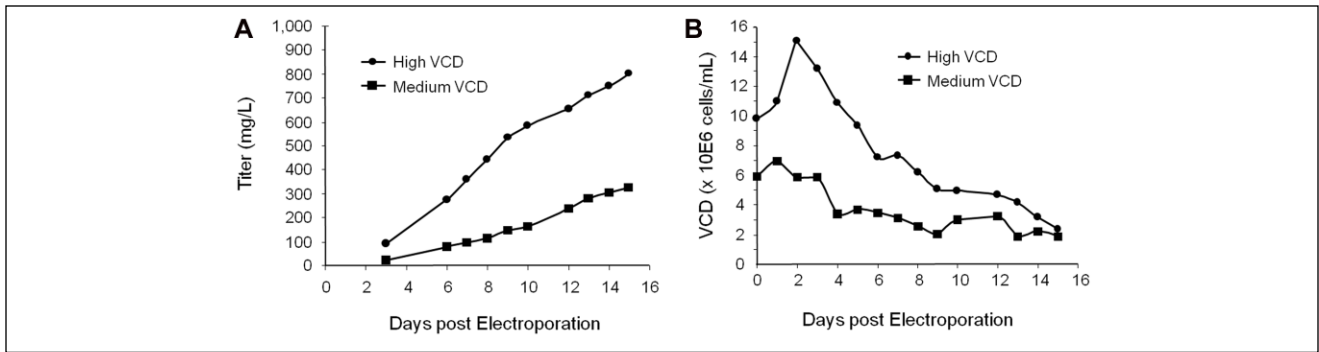 A
1,000
900
800
700
600
500
400
300
200
100
0
Titer (mg/L)
High VCD
Medium VCD
0 2 4 6 8 10 12 14 16
Days post Electroporation
B
16
14
12
10
8
6
4
2
0
VCD (x 10E6 cells/mL)
High VCD
Medium VCD
0 2 4 6 8 10 12 14 16
Days post Electroporation